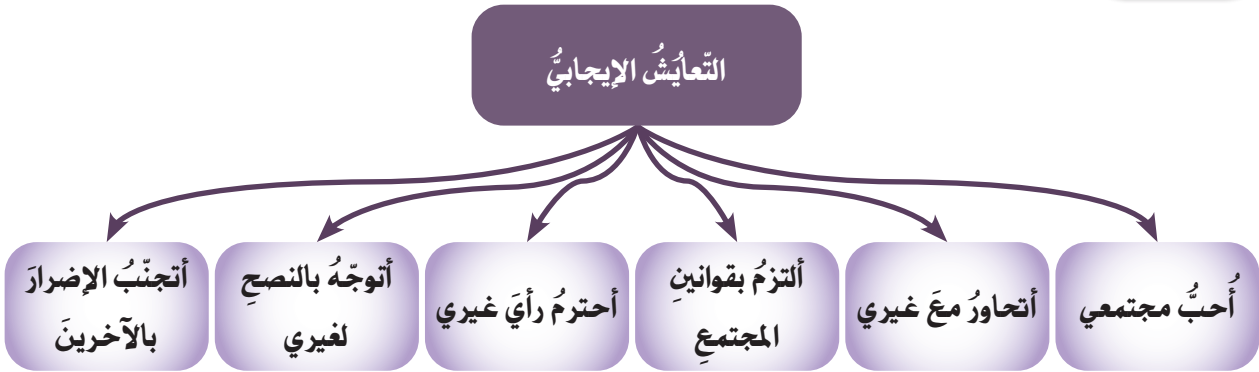 التّعايُشُ الإيجابيُّ
أُحبُّ مجتمعي
أتحاورُ معَ غيري
ألتزمُ بقوانينِ
المجتمعِ
أحترمُ رأيَ غيري
أتوجّهُ بالنصحِ
لغيري
أتجنّبُ الإضرارَ
بالآخرينَ